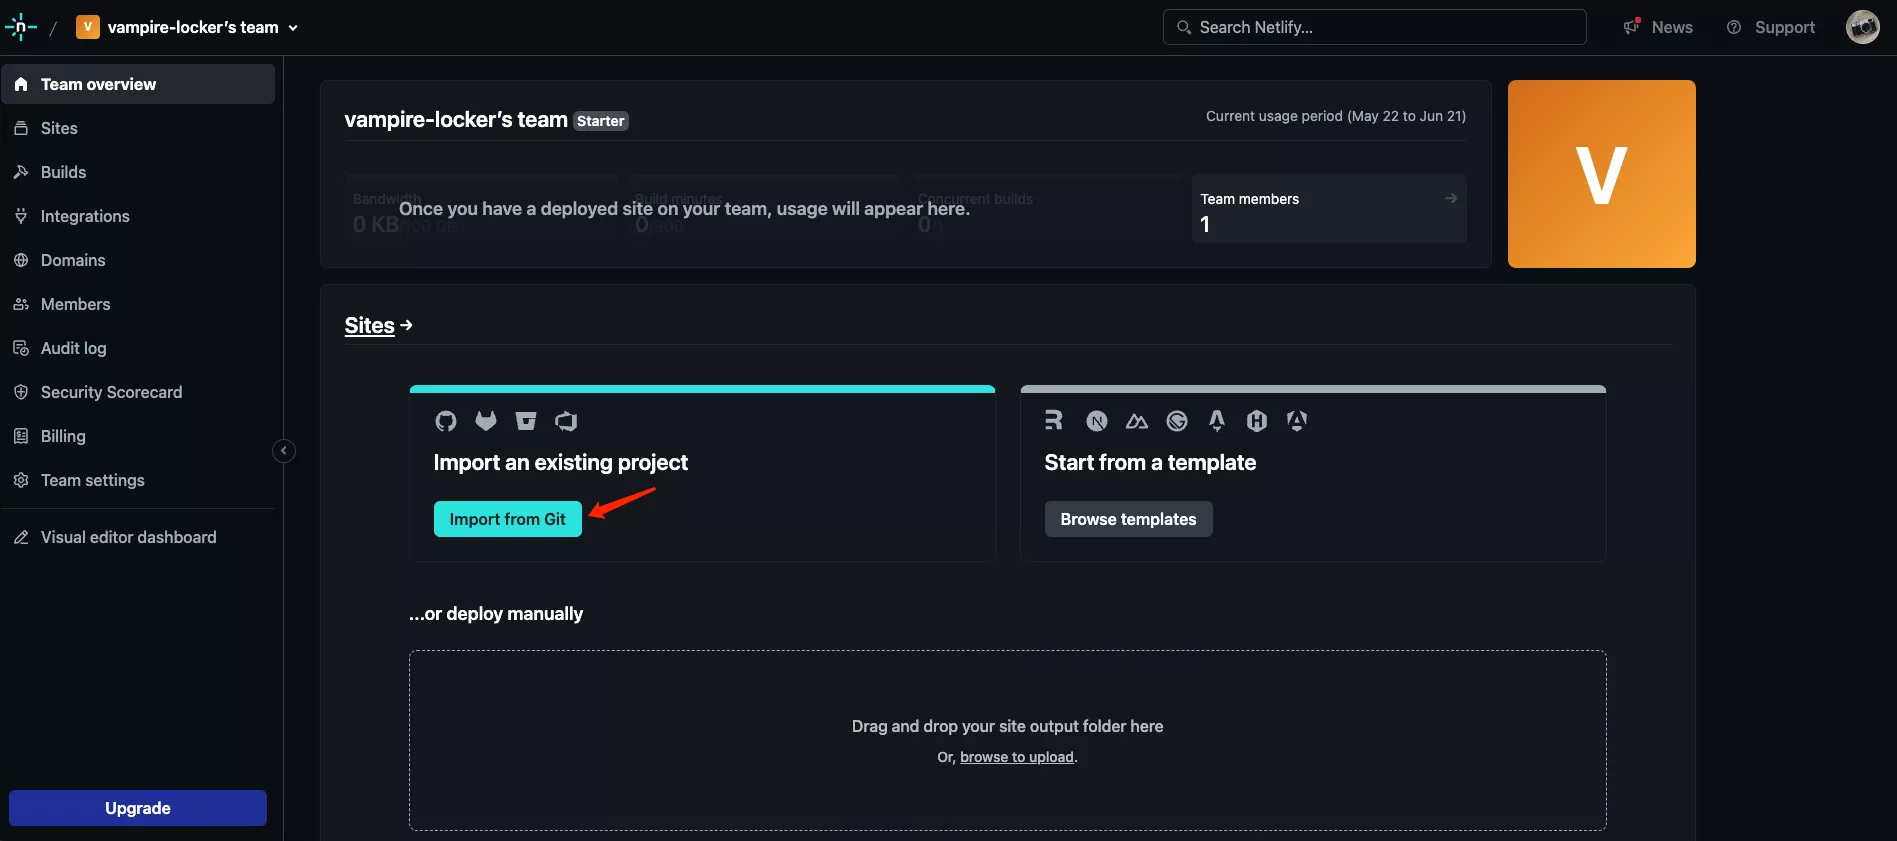 / V vampire-locker’s team
Search Netlify...
News
Support
Team overview
Sites
Builds
Integrations
Domains
Members
Audit log
Security Scorecard
Billing
Team settings
Visual editor dashboard
Upgrade
vampire-locker’s team Starter
Current usage period (May 22 to Jun 21)
Bandwidth
0 KB/100 GB
Build minutes
0/300
Concurrent builds
0/1
Once you have a deployed site on your team, usage will appear here.
Team members
1
V
Sites
Import an existing project
Import from Git
Start from a template
Browse templates
...or deploy manually
Drag and drop your site output folder here
Or, browse to upload.